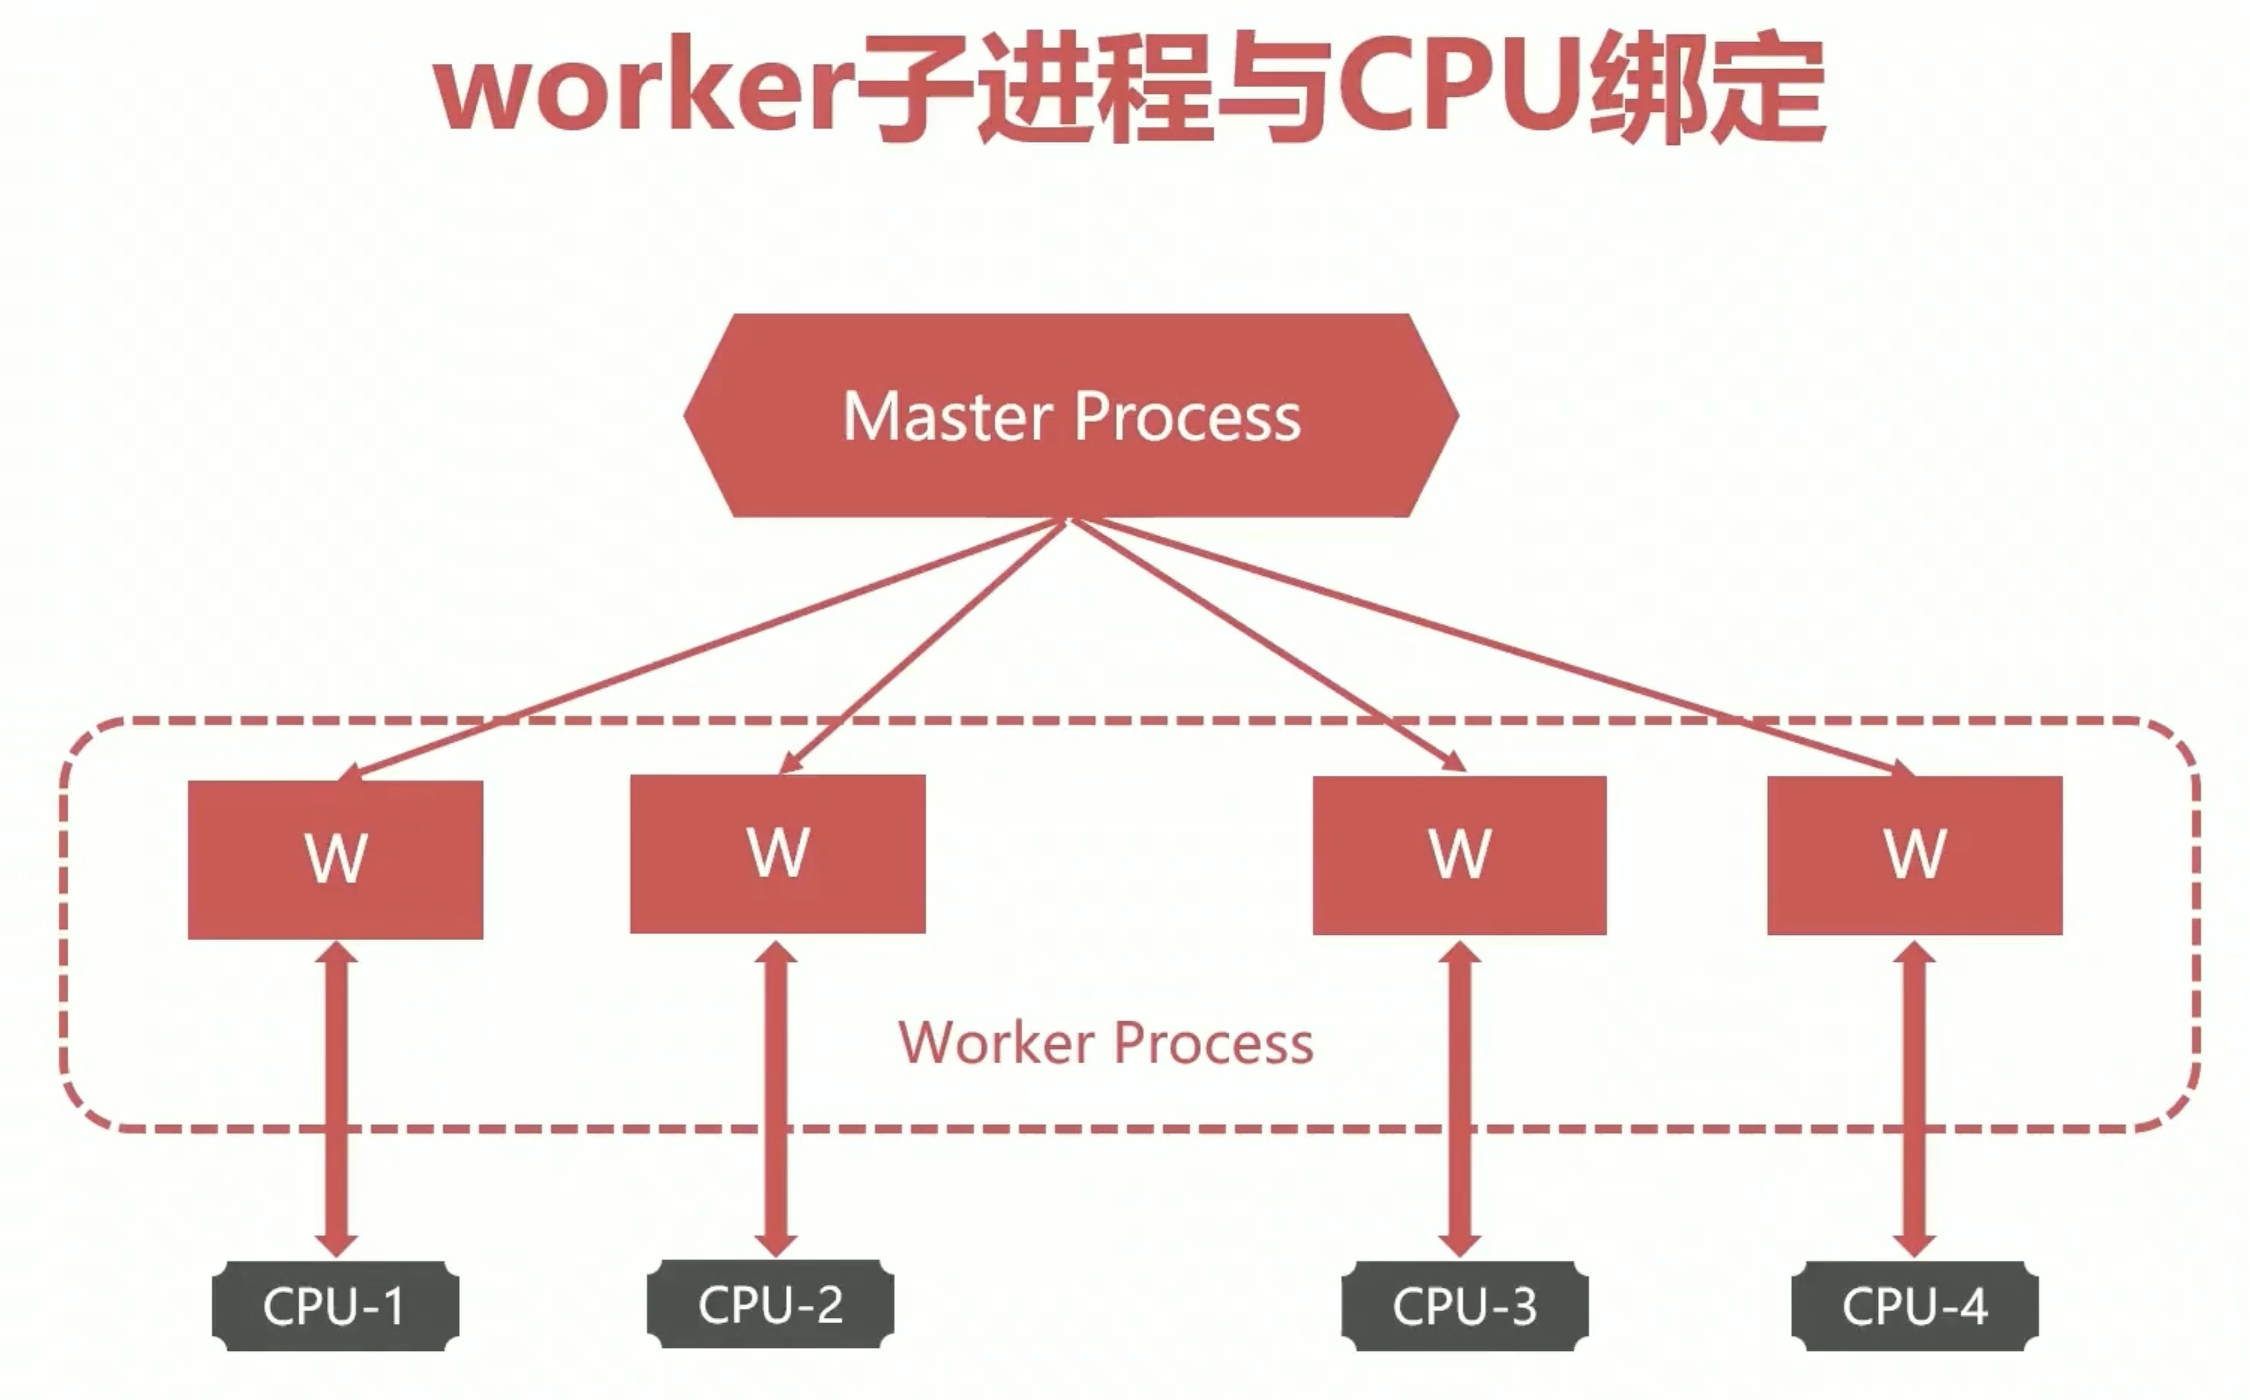 worker子进程与CPU绑定
Master Process
W
W
W
W
Worker Process
CPU-1
CPU-2
CPU-3
CPU-4